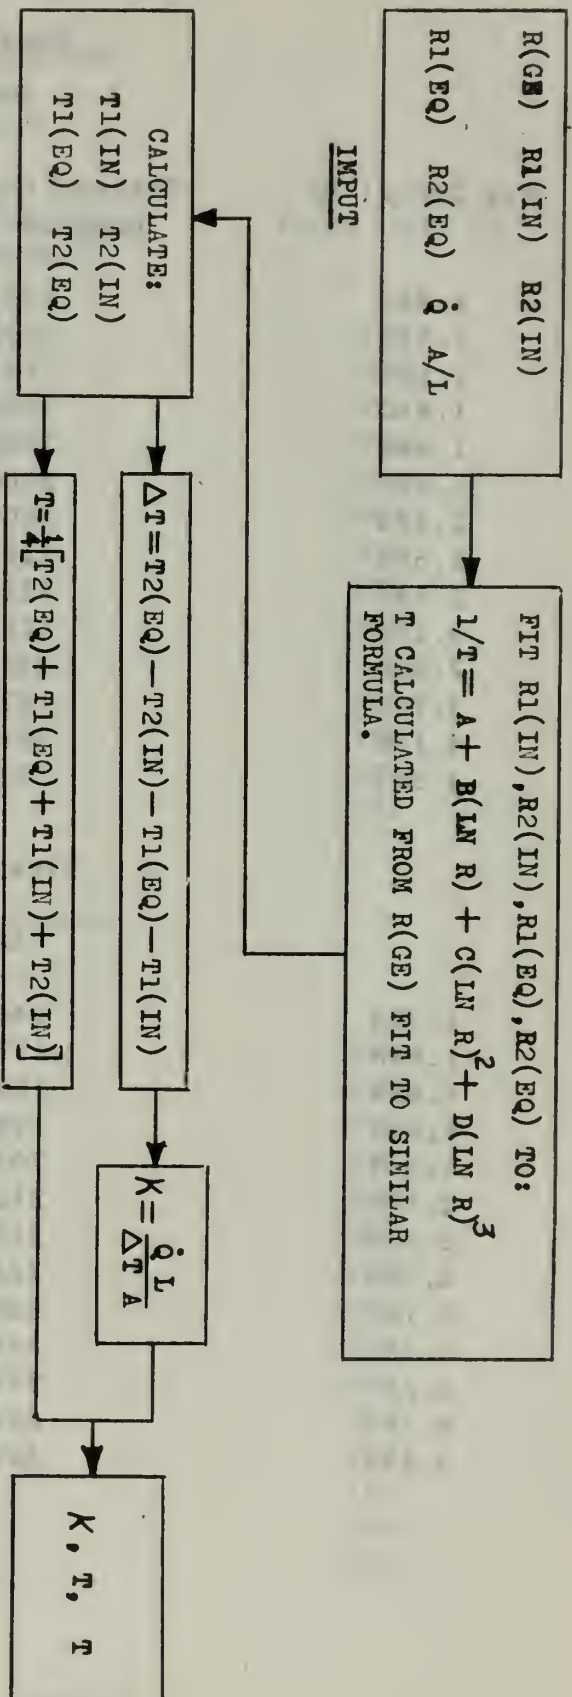 R(GE) R1(IN) R2(IN)
R1(EQ) R2(EQ) Q̇ A/L
IMPUT
FIT R1(IN),R2(IN),R1(EQ),R2(EQ) TO:
1/T= A + B(LN R) + C(LN R)² + D(LN R)³
T CALCULATED FROM R(GE) FIT TO SIMILAR
FORMULA.
CALCULATE:
T1(IN) T2(IN)
T1(EQ) T2(EQ)
ΔT=T2(EQ)−T2(IN)−T1(EQ)−T1(IN)
T=¼[T2(EQ)+T1(EQ)+T1(IN)+T2(IN)]
K= Q̇ L
ΔT A
K, T, T